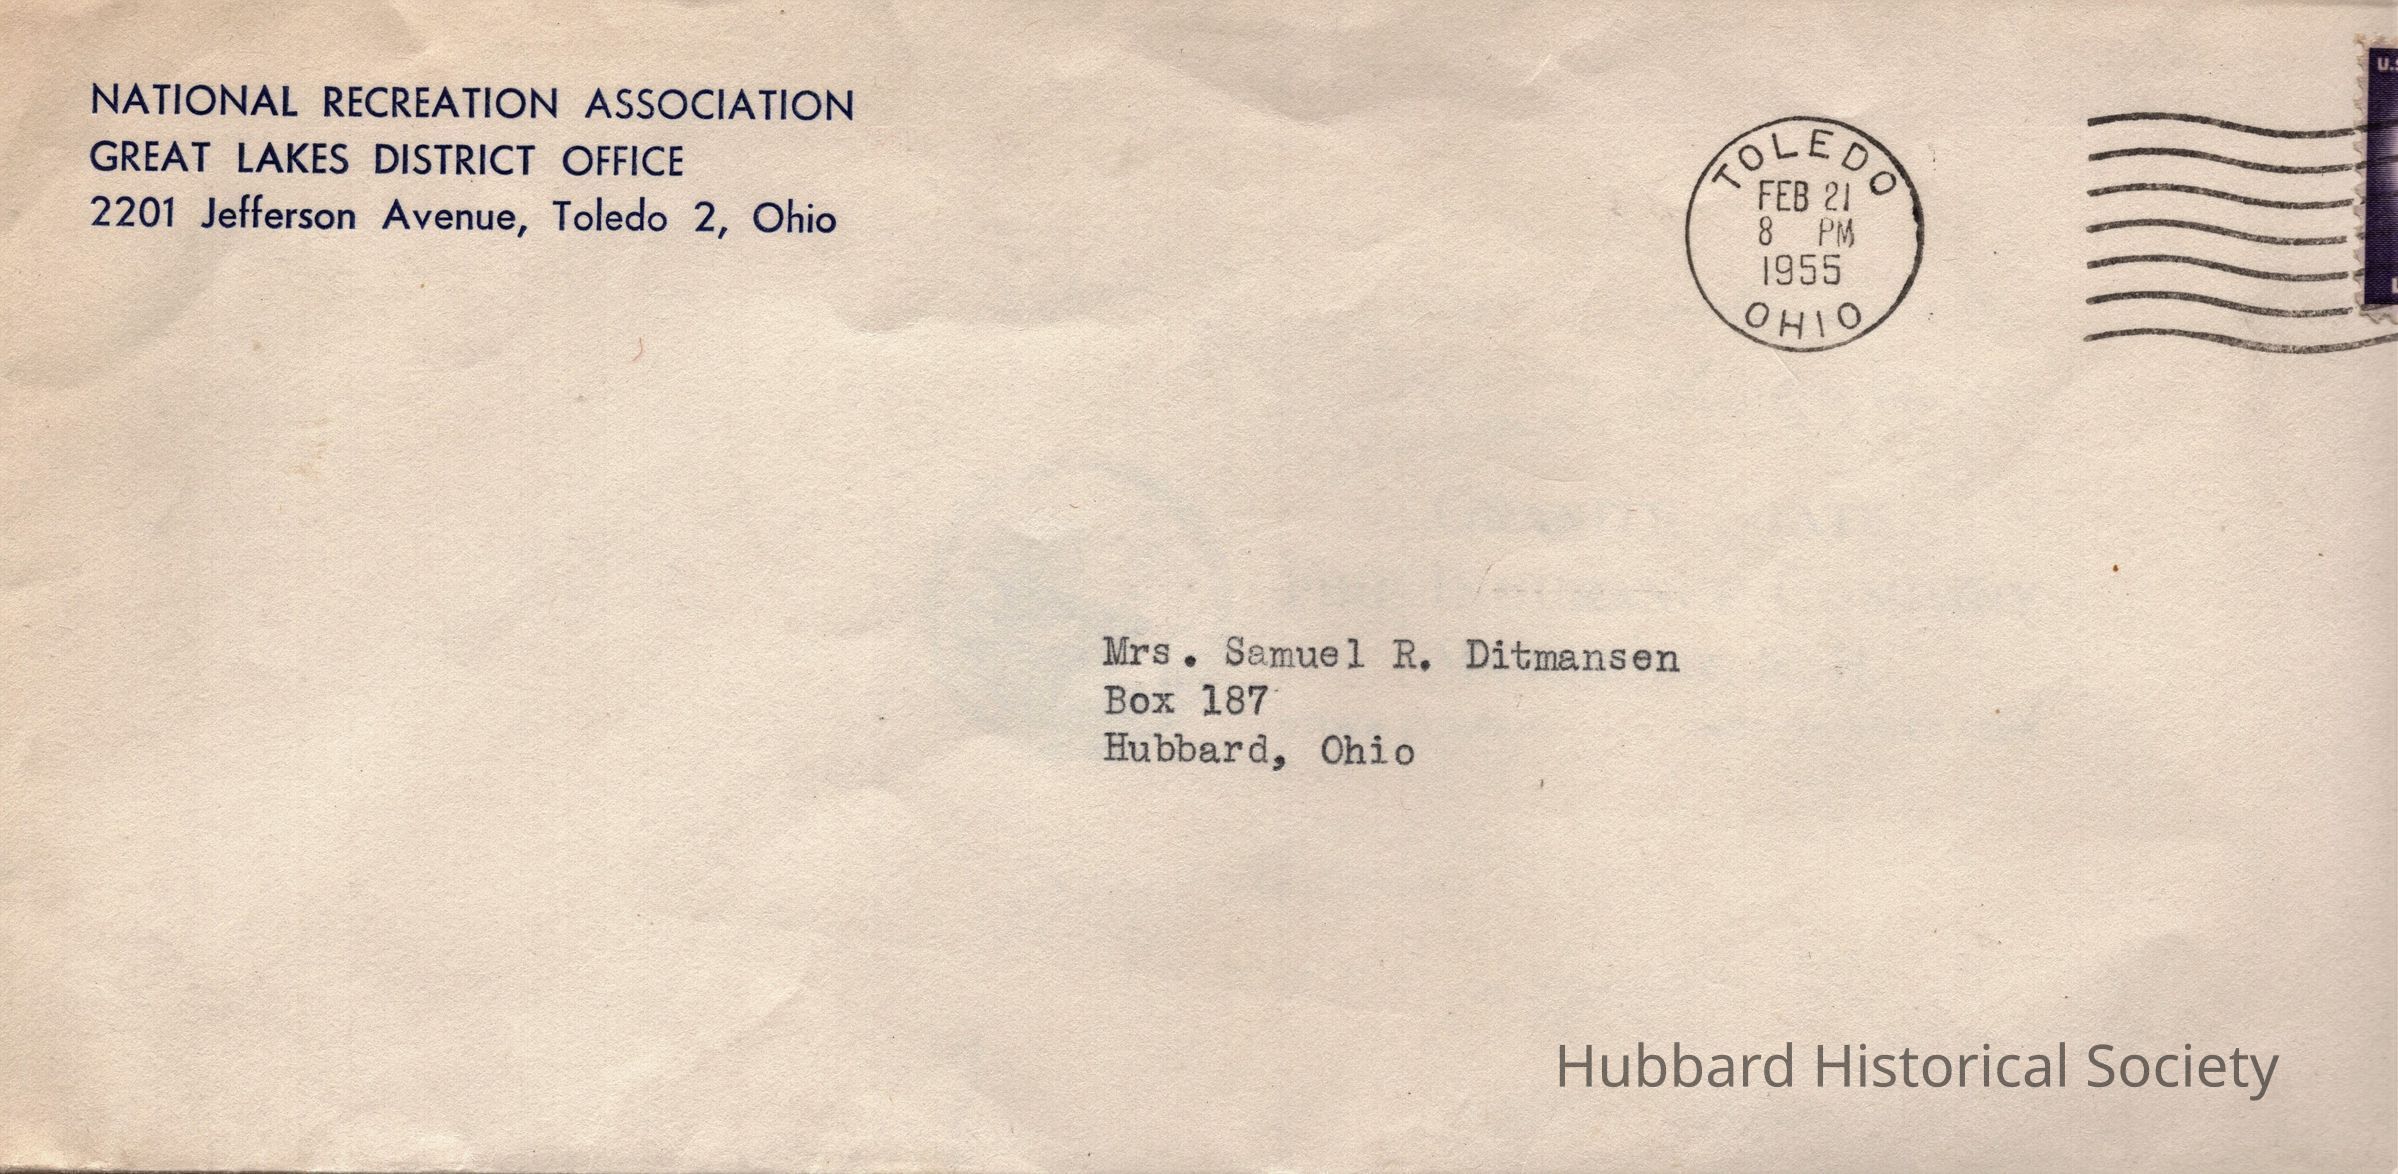 NATIONAL RECREATION ASSOCIATION
GREAT LAKES DISTRICT OFFICE
2201 Jefferson Avenue, Toledo 2, Ohio
TOLEDO
FEB 21
8 PM
1955
OHIO
U.S
Mrs. Samuel R. Ditmansen
Box 187
Hubbard, Ohio
Hubbard Historical Society